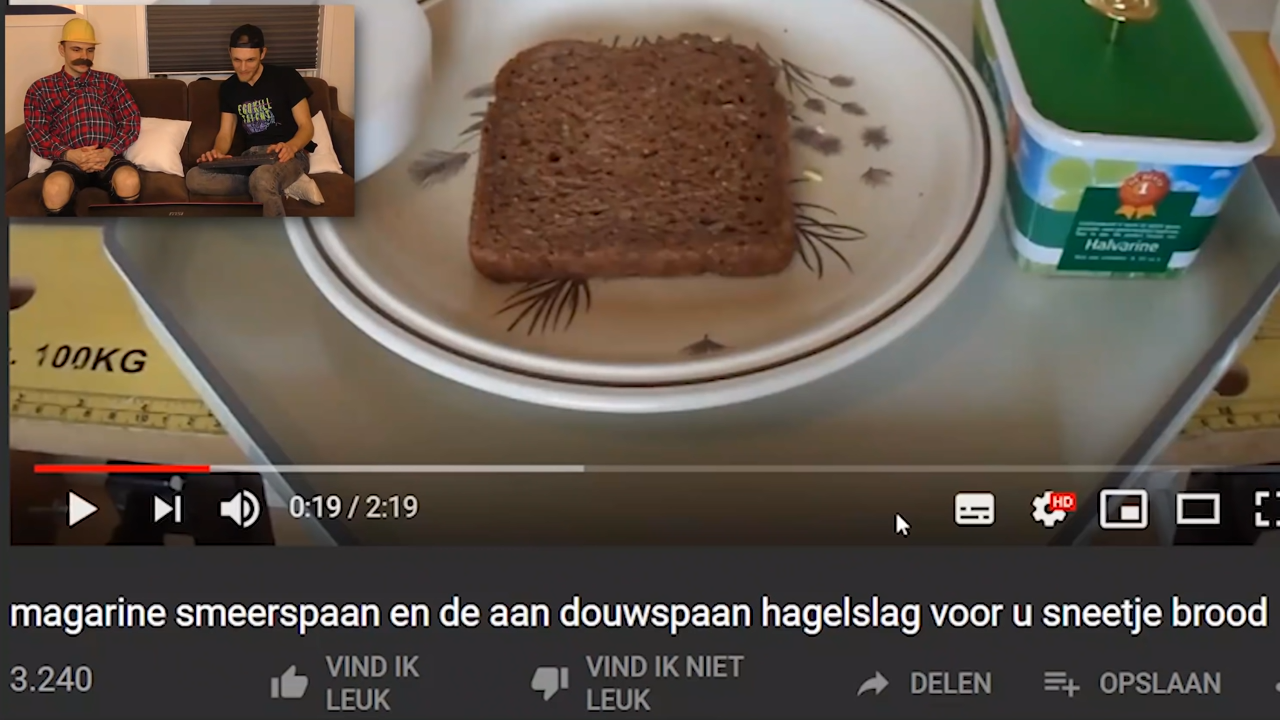 Halvarine
. 100KG
0:19 / 2:19
HD
magarine smeerspaan en de aan douwspaan hagelslag voor u sneetje brood
3.240
VIND IK
LEUK
VIND IK NIET
LEUK
DELEN
OPSLAAN